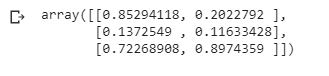 array([[0.85294118, 0.2022792 ],
[0.1372549 , 0.11633428],
[0.72268908, 0.8974359 ]])